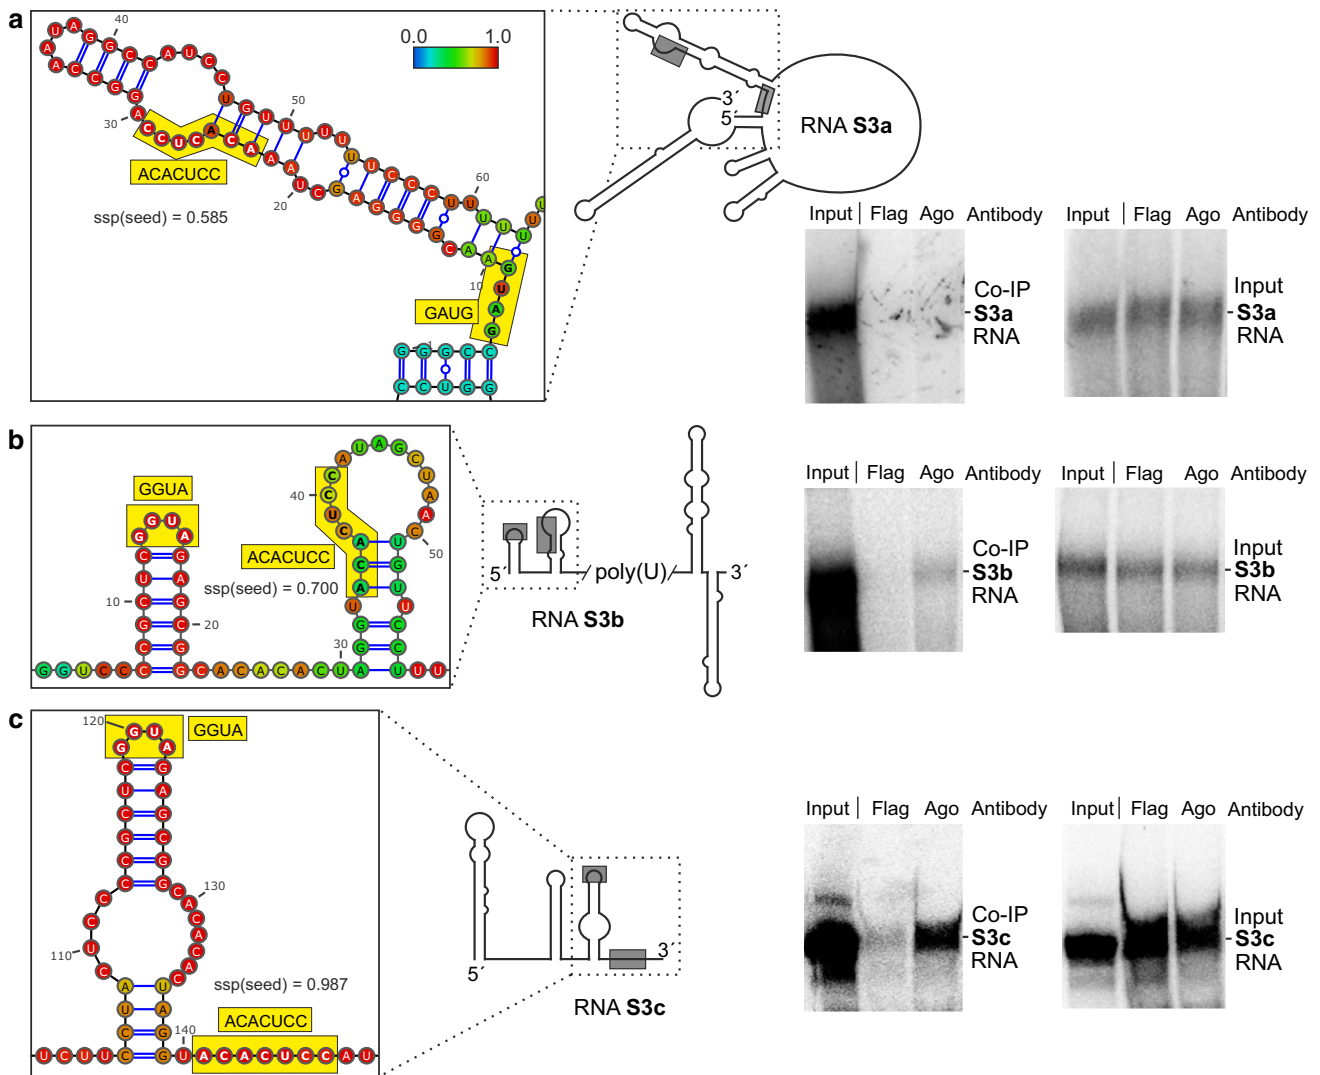 a
40
0.0 1.0
50
30
ACACUCC
20
60
ssp(seed) = 0.585
10
GAUG
1
3´
5´
RNA S3a
Input | Flag Ago Antibody
Co-IP
S3a
RNA
Input | Flag Ago Antibody
Input
S3a
RNA
b
GGUA
40
ACACUCC
50
ssp(seed) = 0.700
10
20
30
5´ poly(U) 3´
RNA S3b
Input | Flag Ago Antibody
Co-IP
S3b
RNA
Input | Flag Ago Antibody
Input
S3b
RNA
c
120
GGUA
130
110
ssp(seed) = 0.987
ACACUCC
140
U C U U C C U A C U C C C C G C U C G G U A G A G C G G C A C A C A C U A G G U A C A C U C C A U
5´
3´
RNA S3c
Input | Flag Ago Antibody
Co-IP
S3c
RNA
Input | Flag Ago Antibody
Input
S3c
RNA